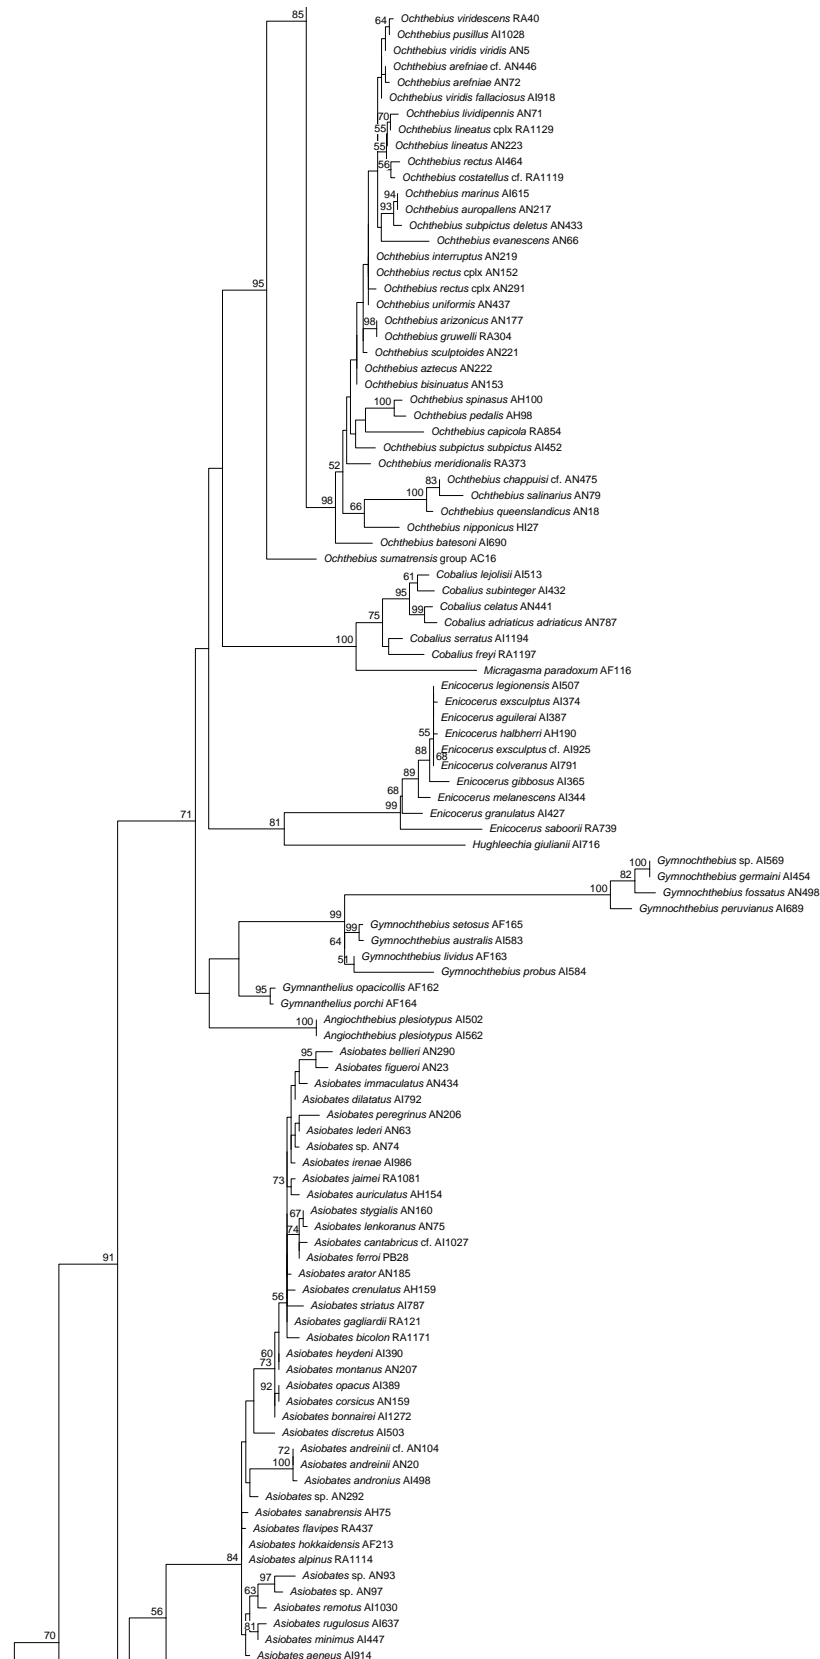 85
64
Ochthebius viridescens RA40
Ochthebius pusillus AI1028
Ochthebius viridis viridis AN5
Ochthebius arefniae cf. AN446
Ochthebius arefniae AN72
Ochthebius viridis fallaciosus AI918
70
Ochthebius lividipennis AN71
55
Ochthebius lineatus cplx RA1129
55
Ochthebius lineatus AN223
56
Ochthebius rectus AI464
Ochthebius costatellus cf. RA1119
94
Ochthebius marinus AI615
93
Ochthebius auropallens AN217
Ochthebius subpictus deletus AN433
Ochthebius evanescens AN66
Ochthebius interruptus AN219
Ochthebius rectus cplx AN152
95
Ochthebius rectus cplx AN291
Ochthebius uniformis AN437
98
Ochthebius arizonicus AN177
Ochthebius gruwelli RA304
Ochthebius sculptoides AN221
Ochthebius aztecus AN222
Ochthebius bisinuatus AN153
100
Ochthebius spinasus AH100
Ochthebius pedalis AH98
Ochthebius capicola RA854
Ochthebius subpictus subpictus AI452
52
Ochthebius meridionalis RA373
83
Ochthebius chappuisi cf. AN475
100
Ochthebius salinarius AN79
98
66
Ochthebius queenslandicus AN18
Ochthebius nipponicus HI27
Ochthebius batesoni AI690
Ochthebius sumatrensis group AC16
61
Cobalius lejolisii AI513
95
Cobalius subinteger AI432
99
Cobalius celatus AN441
75
Cobalius adriaticus adriaticus AN787
100
Cobalius serratus AI1194
Cobalius freyi RA1197
Micragasma paradoxum AF116
Enicocerus legionensis AI507
Enicocerus exsculptus AI374
Enicocerus aguilerai AI387
55
Enicocerus halbherri AH190
88
Enicocerus exsculptus cf. AI925
68
Enicocerus colveranus AI791
89
Enicocerus gibbosus AI365
68
Enicocerus melanescens AI344
99
Enicocerus granulatus AI427
71
81
Enicocerus saboorii RA739
Hughleechia giulianii AI716
100
Gymnochthebius sp. AI569
82
Gymnochthebius germaini AI454
100
Gymnochthebius fossatus AN498
Gymnochthebius peruvianus AI689
99
99
Gymnochthebius setosus AF165
64
Gymnochthebius australis AI583
51
Gymnochthebius lividus AF163
Gymnochthebius probus AI584
95
Gymnanthelius opacicollis AF162
Gymnanthelius porchi AF164
100
Angiochthebius plesiotypus AI502
Angiochthebius plesiotypus AI562
95
Asiobates bellieri AN290
Asiobates figueroi AN23
Asiobates immaculatus AN434
Asiobates dilatatus AI792
Asiobates peregrinus AN206
Asiobates lederi AN63
Asiobates sp. AN74
Asiobates irenae AI986
73
Asiobates jaimei RA1081
Asiobates auriculatus AH154
67
Asiobates stygialis AN160
74
Asiobates lenkoranus AN75
Asiobates cantabricus cf. AI1027
91
Asiobates ferroi PB28
Asiobates arator AN185
Asiobates crenulatus AH159
56
Asiobates striatus AI787
Asiobates gagliardii RA121
Asiobates bicolon RA1171
60
Asiobates heydeni AI390
73
Asiobates montanus AN207
92
Asiobates opacus AI389
Asiobates corsicus AN159
Asiobates bonnairei AI1272
Asiobates discretus AI503
72
Asiobates andreinii cf. AN104
100
Asiobates andreinii AN20
Asiobates andronius AI498
Asiobates sp. AN292
Asiobates sanabrensis AH75
Asiobates flavipes RA437
Asiobates hokkaidensis AF213
84
Asiobates alpinus RA1114
97
Asiobates sp. AN93
63
Asiobates sp. AN97
Asiobates remotus AI1030
56
81
Asiobates rugulosus AI637
70
Asiobates minimus AI447
Asiobates aeneus AI914